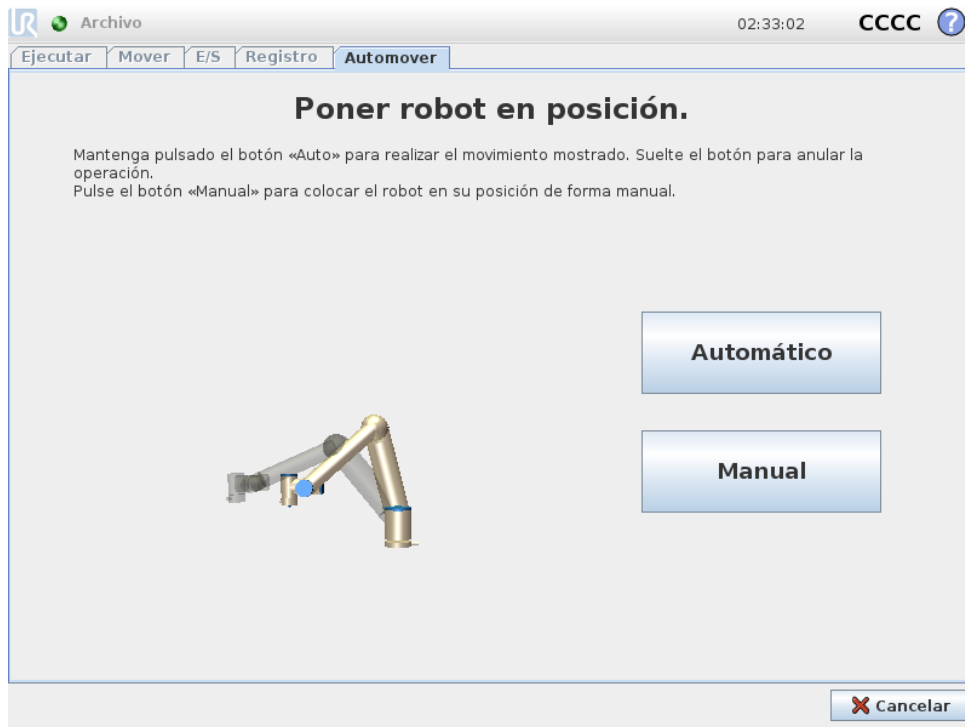 UR Archivo 02:33:02 CCCC ?
Ejecutar Mover E/S Registro Automover
Poner robot en posición.
Mantenga pulsado el botón «Auto» para realizar el movimiento mostrado. Suelte el botón para anular la
operación.
Pulse el botón «Manual» para colocar el robot en su posición de forma manual.
Automático
Manual
Cancelar